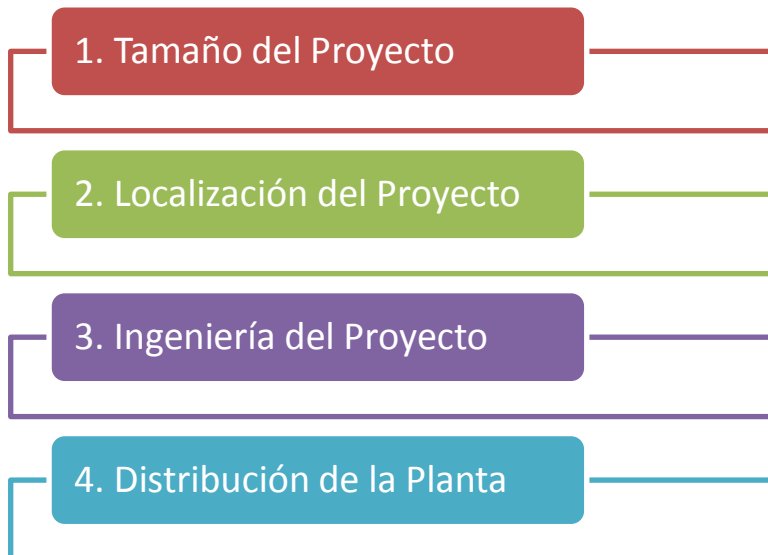 1. Tamaño del Proyecto
2. Localización del Proyecto
3. Ingeniería del Proyecto
4. Distribución de la Planta